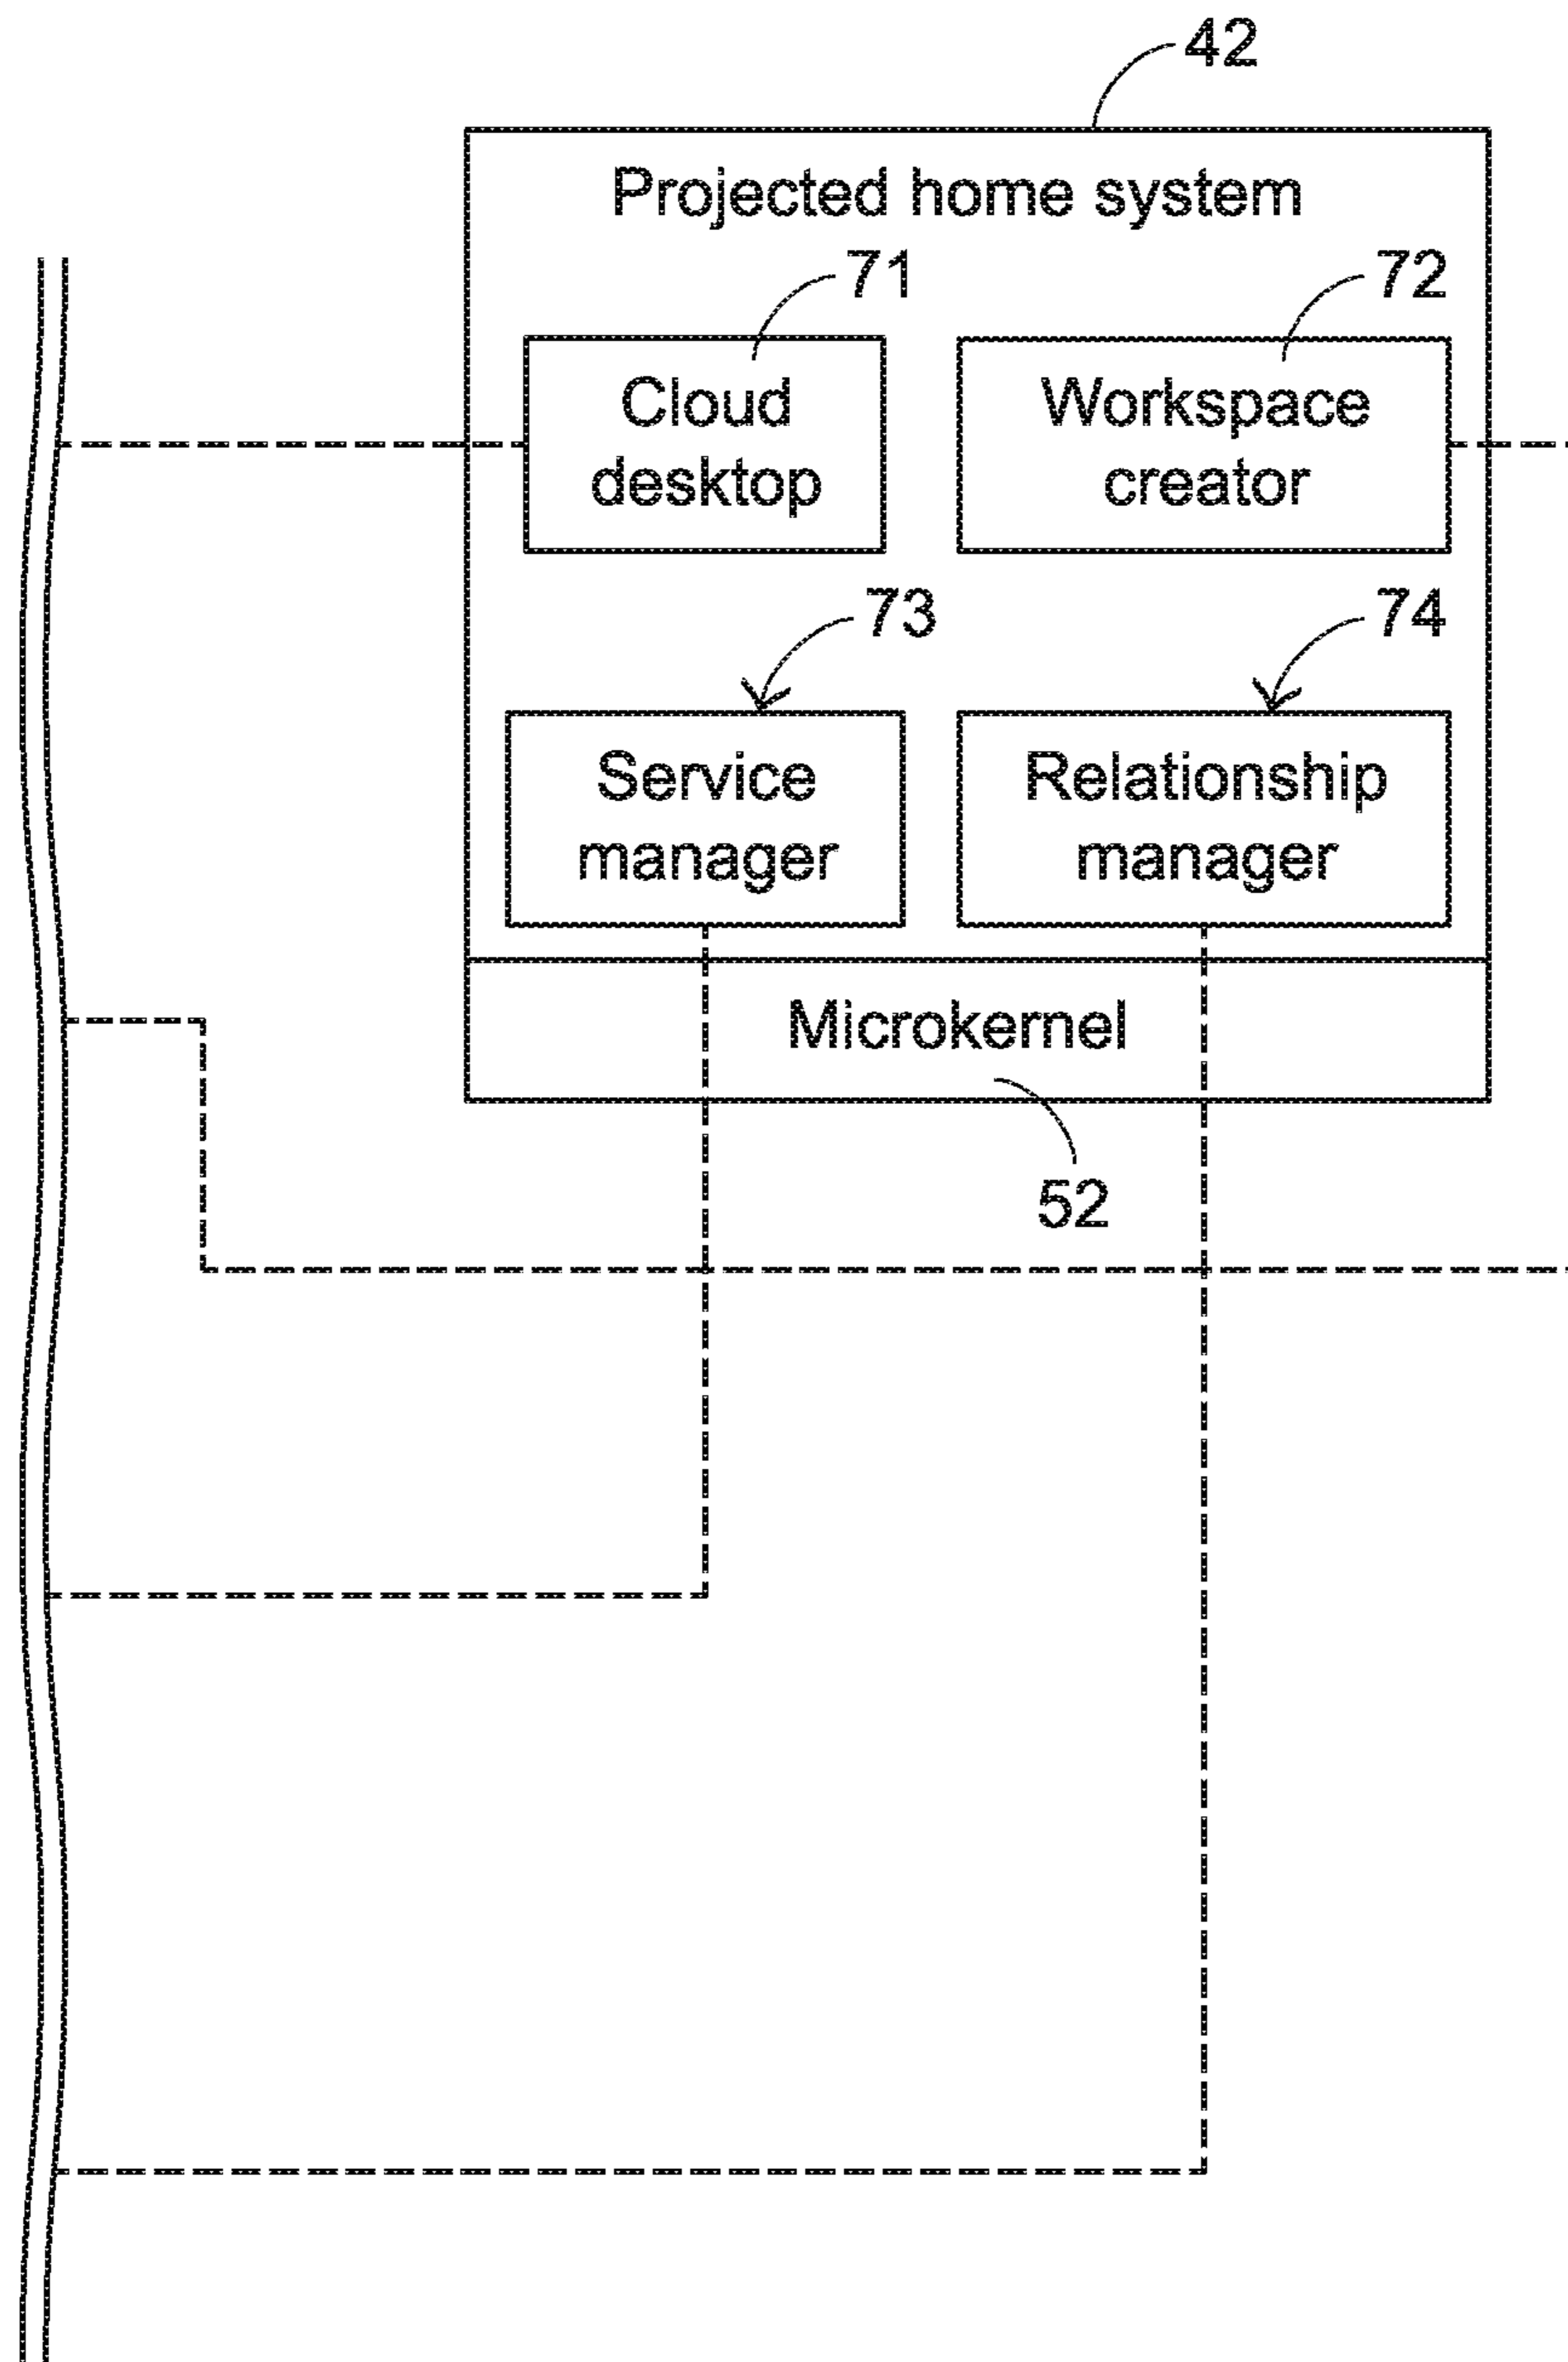 42
Projected home system
71
72
Cloud
desktop
Workspace
creator
73
74
Service
manager
Relationship
manager
Microkernel
52